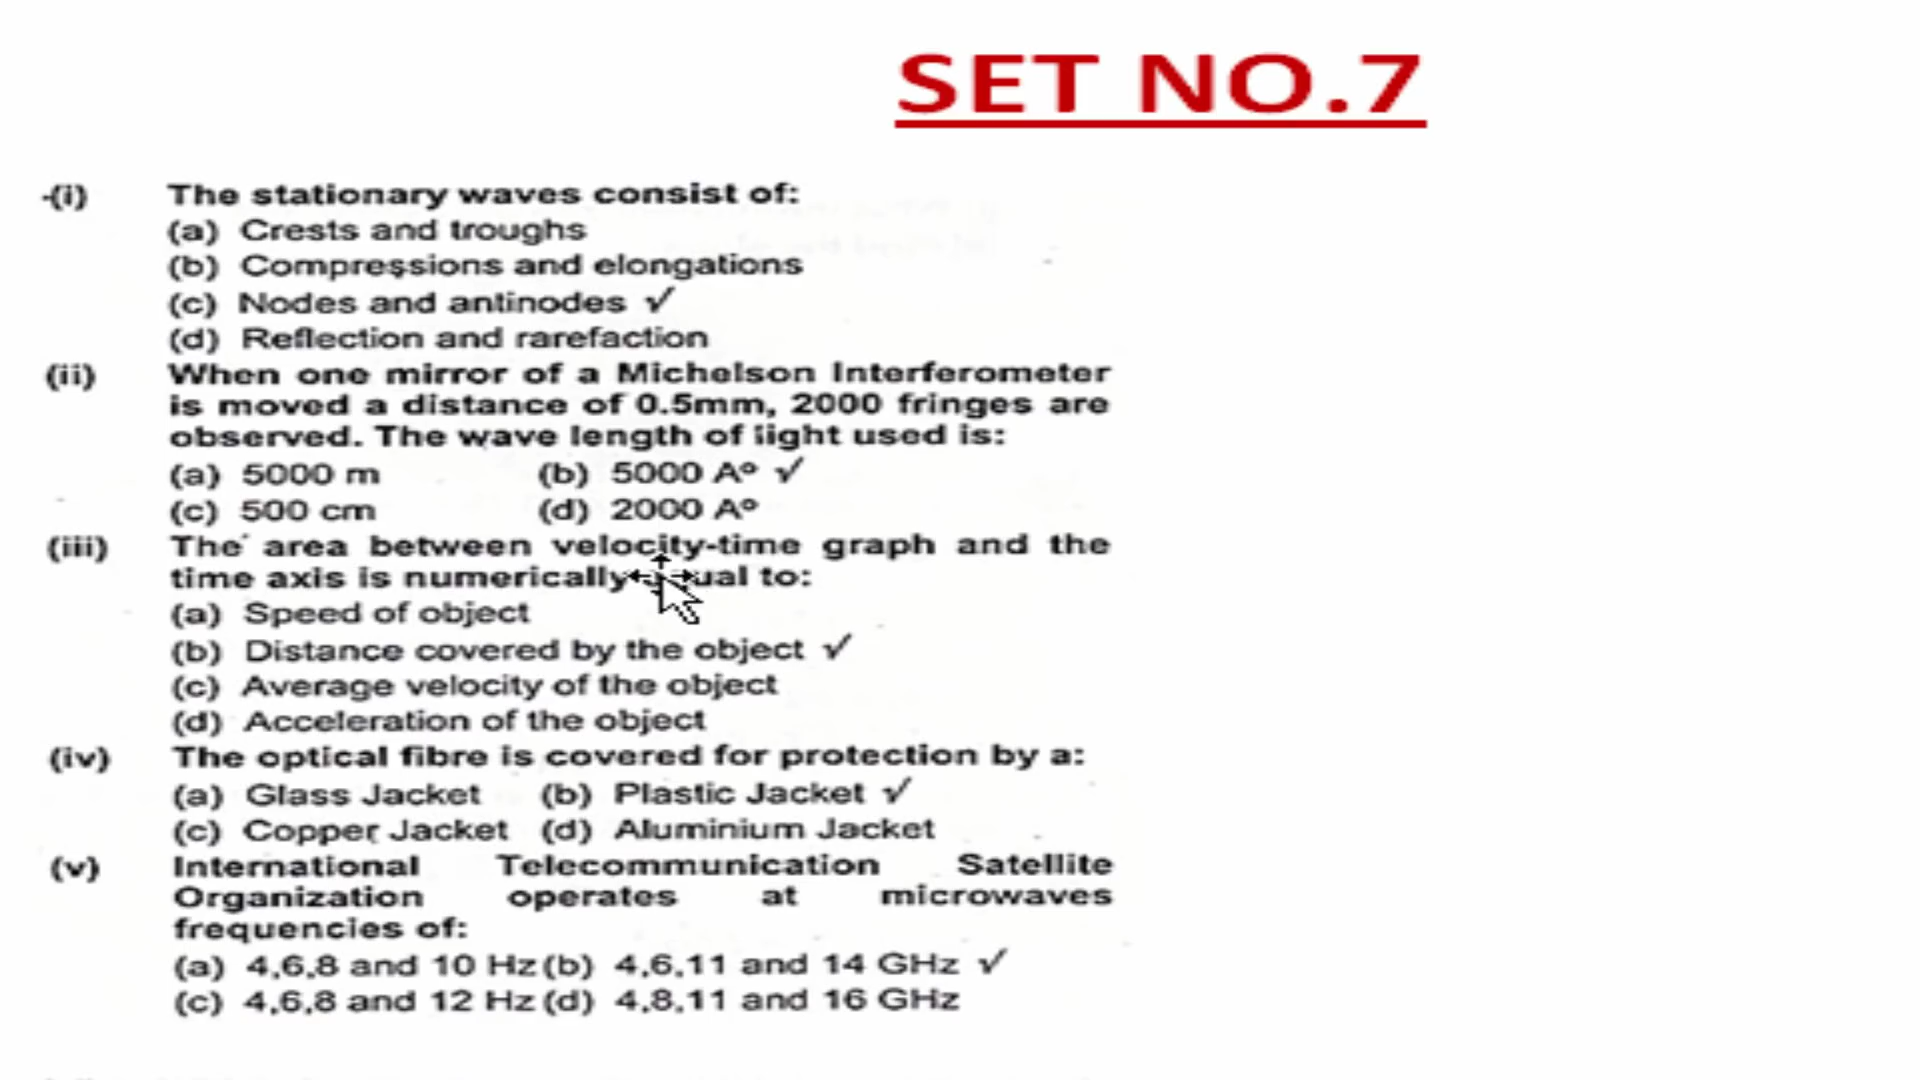 SET NO.7
-(i) The stationary waves consist of:
(a) Crests and troughs
(b) Compressions and elongations
(c) Nodes and antinodes ✓
(d) Reflection and rarefaction
(ii) When one mirror of a Michelson Interferometer
is moved a distance of 0.5mm, 2000 fringes are
observed. The wave length of light used is:
(a) 5000 m (b) 5000 Aº ✓
(c) 500 cm (d) 2000 Aº
(iii) The area between velocity-time graph and the
time axis is numerically equal to:
(a) Speed of object
(b) Distance covered by the object ✓
(c) Average velocity of the object
(d) Acceleration of the object
(iv) The optical fibre is covered for protection by a:
(a) Glass Jacket (b) Plastic Jacket ✓
(c) Copper Jacket (d) Aluminium Jacket
(v) International Telecommunication Satellite
Organization operates at microwaves
frequencies of:
(a) 4,6,8 and 10 Hz (b) 4,6,11 and 14 GHz ✓
(c) 4,6,8 and 12 Hz (d) 4,8,11 and 16 GHz